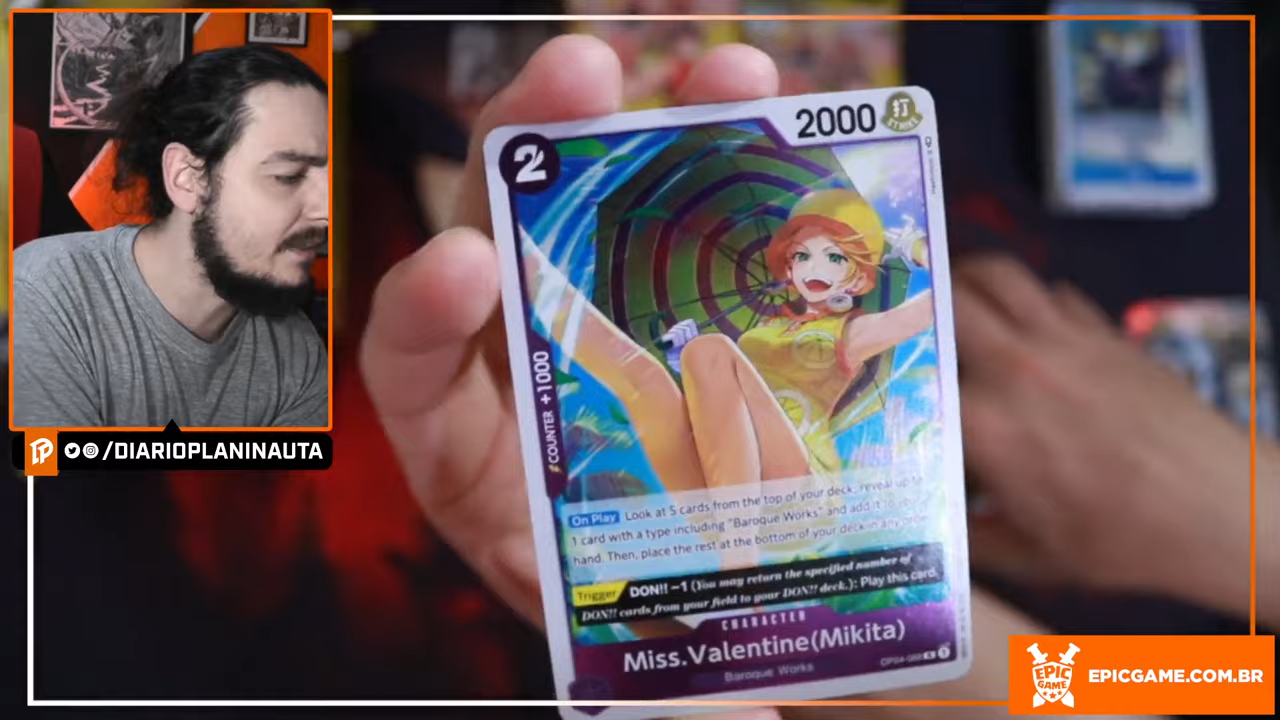 2
2000
打
STRIKE
COUNTER +1000
On Play Look at 5 cards from the top of your deck, reveal up to
1 card with a type including "Baroque Works" and add it to your
hand. Then, place the rest at the bottom of your deck in any order.
Trigger DON!! −1 (You may return the specified number of
DON!! cards from your field to your DON!! deck.): Play this card.
CHARACTER
Miss.Valentine(Mikita)
Baroque Works
/DIARIOPLANINAUTA
EPIC
GAME
EPICGAME.COM.BR